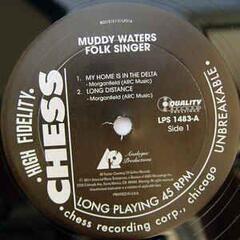 MUDDY WATERS
FOLK SINGER
1. MY HOME IS IN THE DELTA
- Morganfield (ARC Music)
2. LONG DISTANCE
- Morganfield (ARC Music)
HIGH FIDELITY
CHESS
UNBREAKABLE
QUALITY
LPS 1483-A
Side 1
Analogue
Productions
LONG PLAYING 45 RPM
chess recording corp., chicago